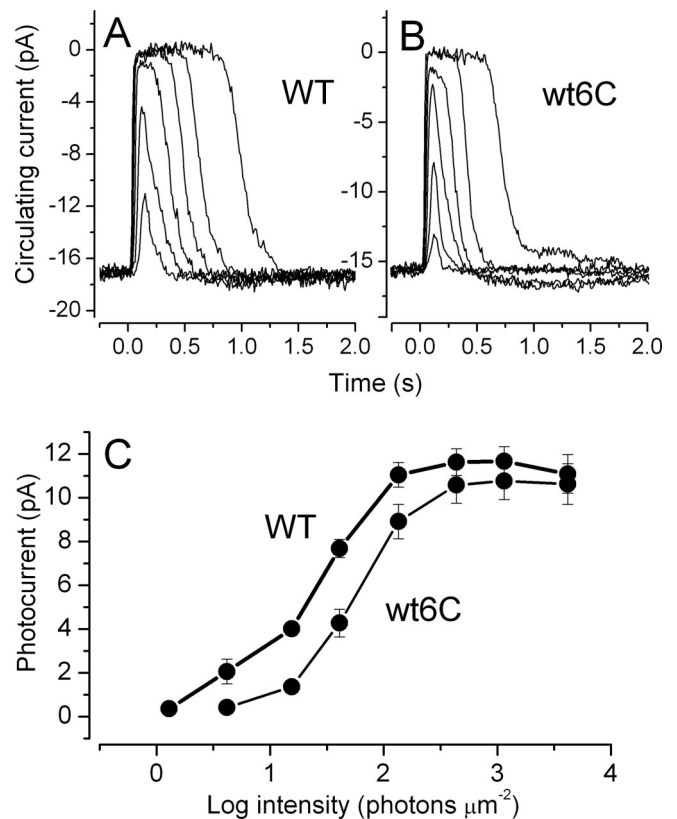 A
B
WT
wt6C
Circulating current (pA)
0
-4
-8
-12
-16
-20
0
-5
-10
-15
0.0 0.5 1.0 1.5 2.0
0.0 0.5 1.0 1.5 2.0
Time (s)
C
WT
wt6C
Photocurrent (pA)
12
10
8
6
4
2
0
0 1 2 3 4
Log intensity (photons μm⁻²)